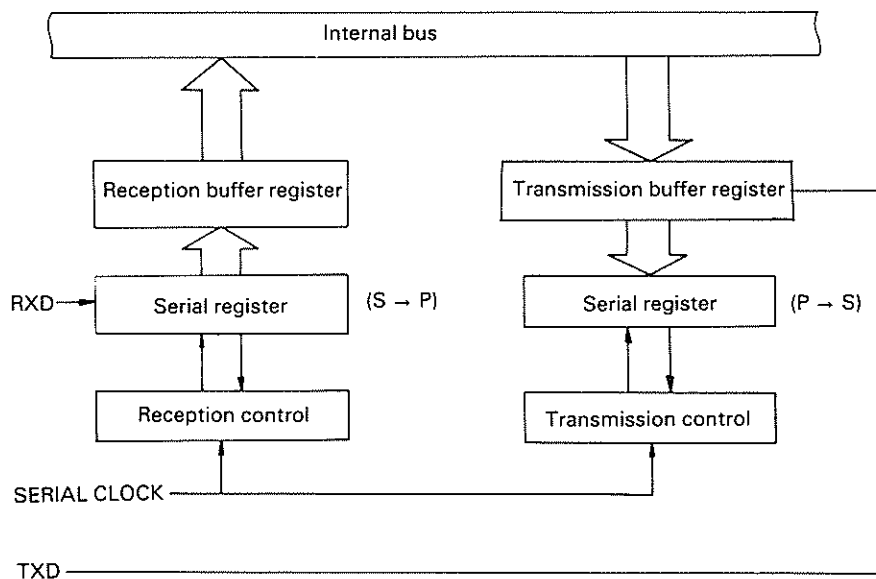 Internal bus
Reception buffer register
Transmission buffer register
RXD
Serial register
(S → P)
Serial register
(P → S)
Reception control
Transmission control
SERIAL CLOCK
TXD